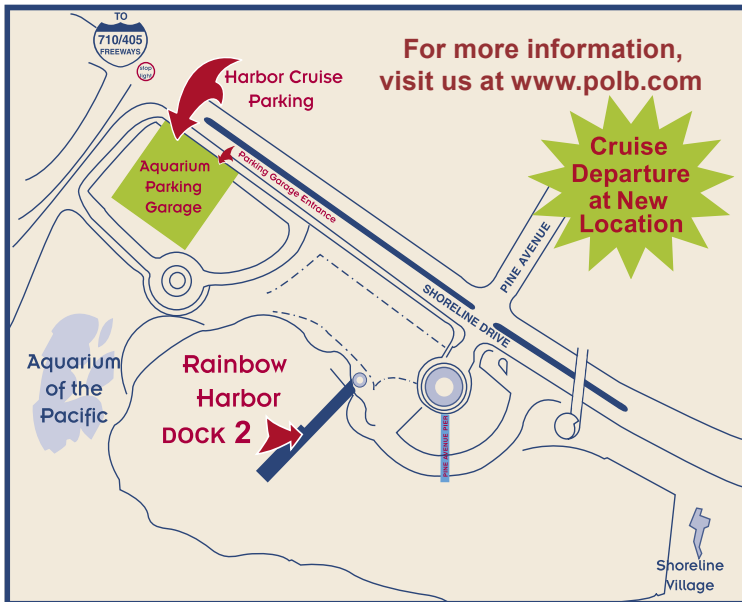 TO
710/405
FREEWAYS
stop
light
Harbor Cruise
Parking
For more information,
visit us at www.polb.com
Cruise
Departure
at New
Location
Aquarium
Parking
Garage
Parking Garage Entrance
PINE AVENUE
SHORELINE DRIVE
Aquarium
of the
Pacific
Rainbow
Harbor
DOCK 2
PINE AVENUE PIER
Shoreline
Village